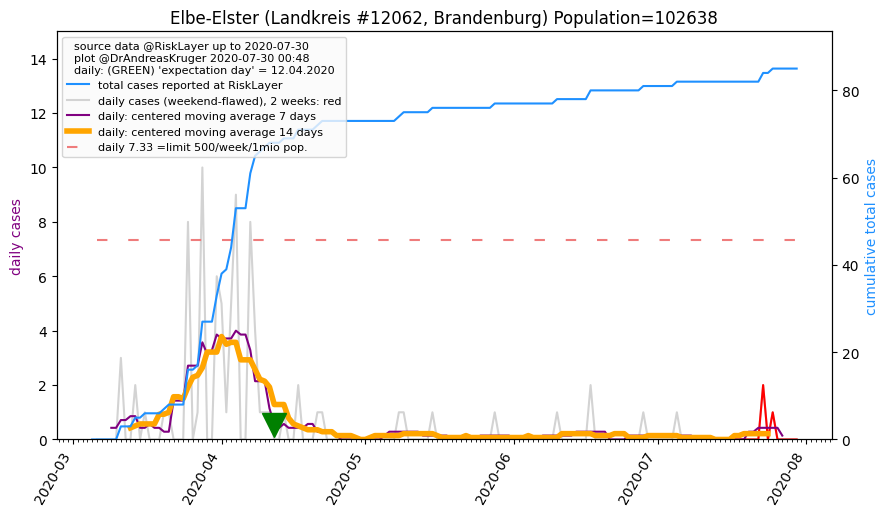 Elbe-Elster (Landkreis #12062, Brandenburg) Population=102638
source data @RiskLayer up to 2020-07-30
plot @DrAndreasKruger 2020-07-30 00:48
daily: (GREEN) 'expectation day' = 12.04.2020
total cases reported at RiskLayer
daily cases (weekend-flawed), 2 weeks: red
daily: centered moving average 7 days
daily: centered moving average 14 days
daily 7.33 =limit 500/week/1mio pop.
daily cases
14
12
10
8
6
4
2
0
cumulative total cases
80
60
40
20
0
2020-03
2020-04
2020-05
2020-06
2020-07
2020-08